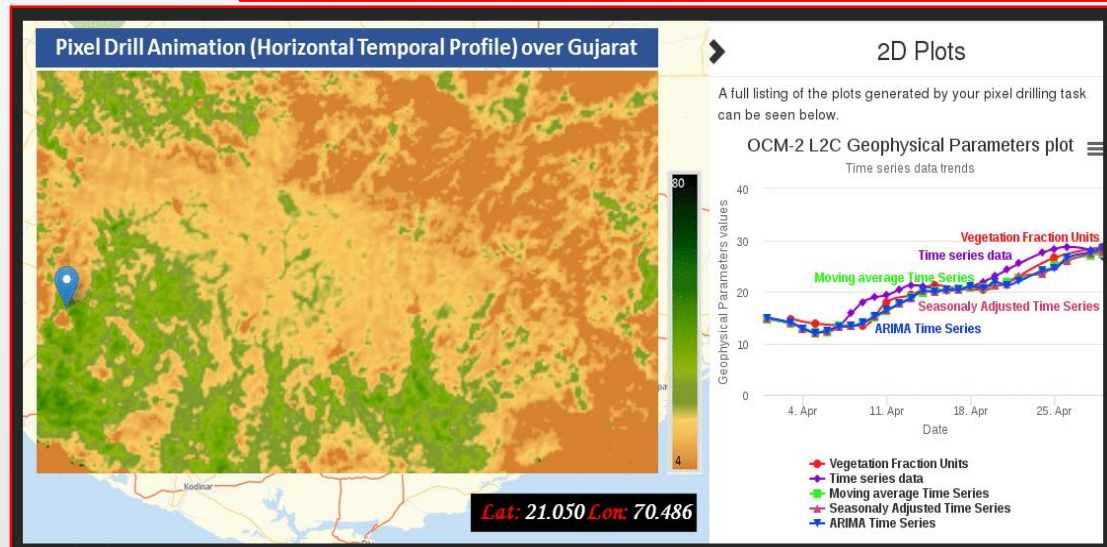 Pixel Drill Animation (Horizontal Temporal Profile) over Gujarat
80
4
Kodinar
Lat: 21.050 Lon: 70.486
2D Plots
A full listing of the plots generated by your pixel drilling task
can be seen below.
OCM-2 L2C Geophysical Parameters plot
Time series data trends
Geophysical Parameters values
40
30
20
10
0
Vegetation Fraction Units
Time series data
Moving average Time Series
Seasonaly Adjusted Time Series
ARIMA Time Series
4. Apr
11. Apr
18. Apr
25. Apr
Date
Vegetation Fraction Units
Time series data
Moving average Time Series
Seasonaly Adjusted Time Series
ARIMA Time Series